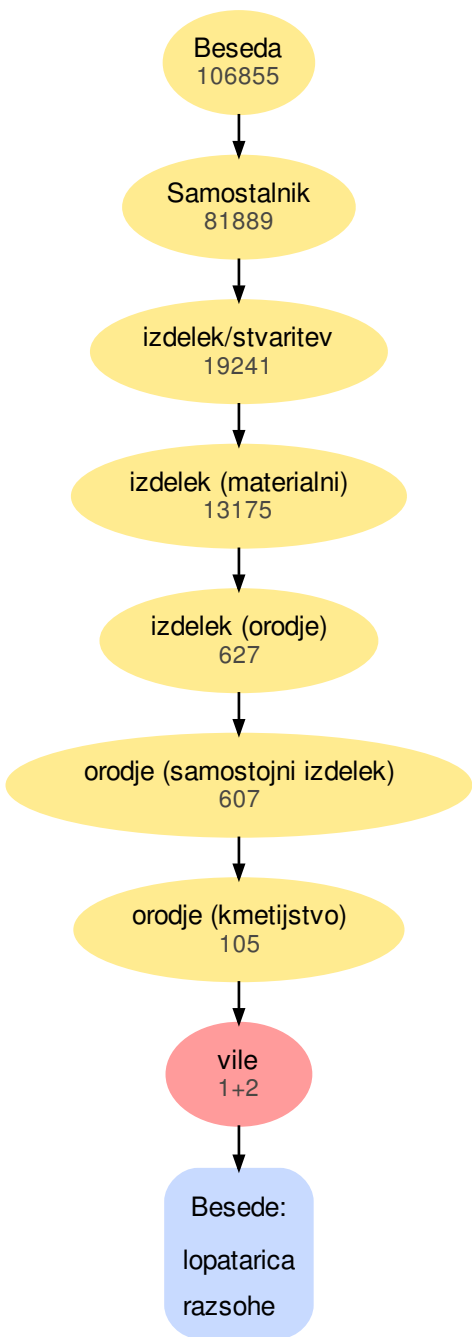 Beseda
106855
Samostalnik
81889
izdelek/stvaritev
19241
izdelek (materialni)
13175
izdelek (orodje)
627
orodje (samostojni izdelek)
607
orodje (kmetijstvo)
105
vile
1+2
Besede:
lopatarica
razsohe